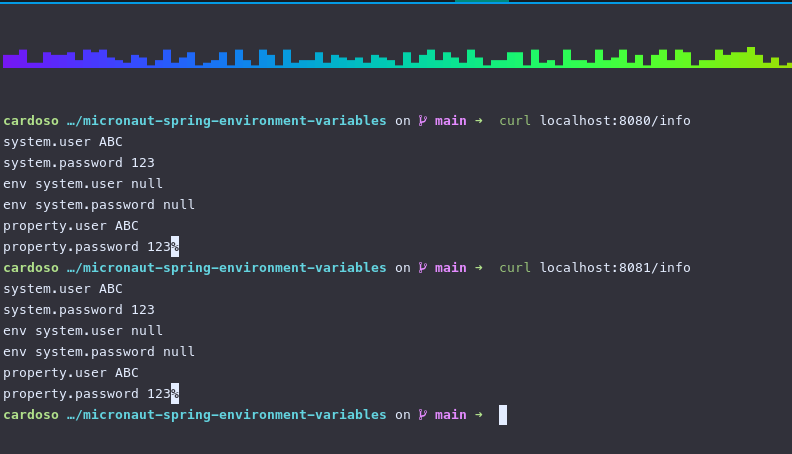 cardoso …/micronaut-spring-environment-variables on main ➜ curl localhost:8080/info
system.user ABC
system.password 123
env system.user null
env system.password null
property.user ABC
property.password 123%
cardoso …/micronaut-spring-environment-variables on main ➜ curl localhost:8081/info
system.user ABC
system.password 123
env system.user null
env system.password null
property.user ABC
property.password 123%
cardoso …/micronaut-spring-environment-variables on main ➜